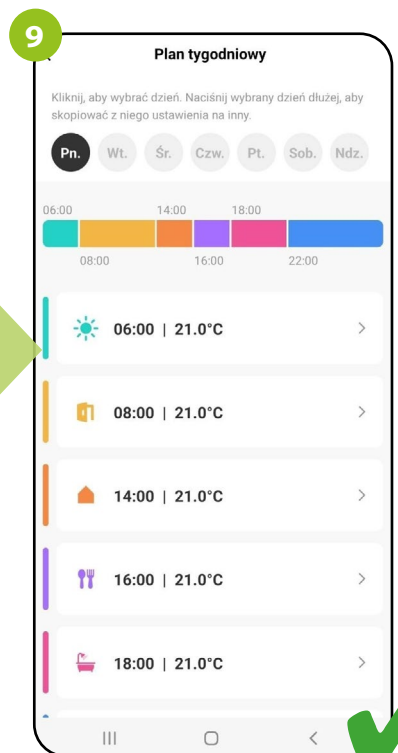 9
Plan tygodniowy
Kliknij, aby wybrać dzień. Naciśnij wybrany dzień dłużej, aby
skopiować z niego ustawienia na inny.
Pn. Wt. Śr. Czw. Pt. Sob. Ndz.
06:00 14:00 18:00
08:00 16:00 22:00
06:00 | 21.0°C
08:00 | 21.0°C
14:00 | 21.0°C
16:00 | 21.0°C
18:00 | 21.0°C